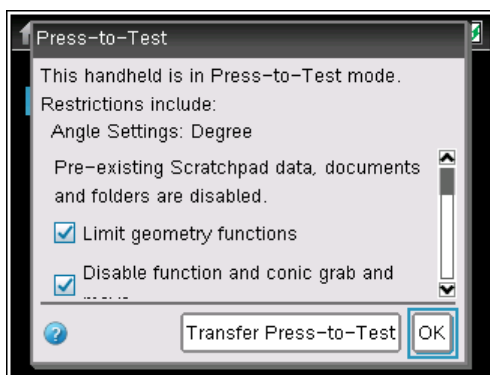 Press-to-Test
This handheld is in Press-to-Test mode.
Restrictions include:
Angle Settings: Degree
Pre-existing Scratchpad data, documents
and folders are disabled.
Limit geometry functions
Disable function and conic grab and
Transfer Press-to-Test
OK